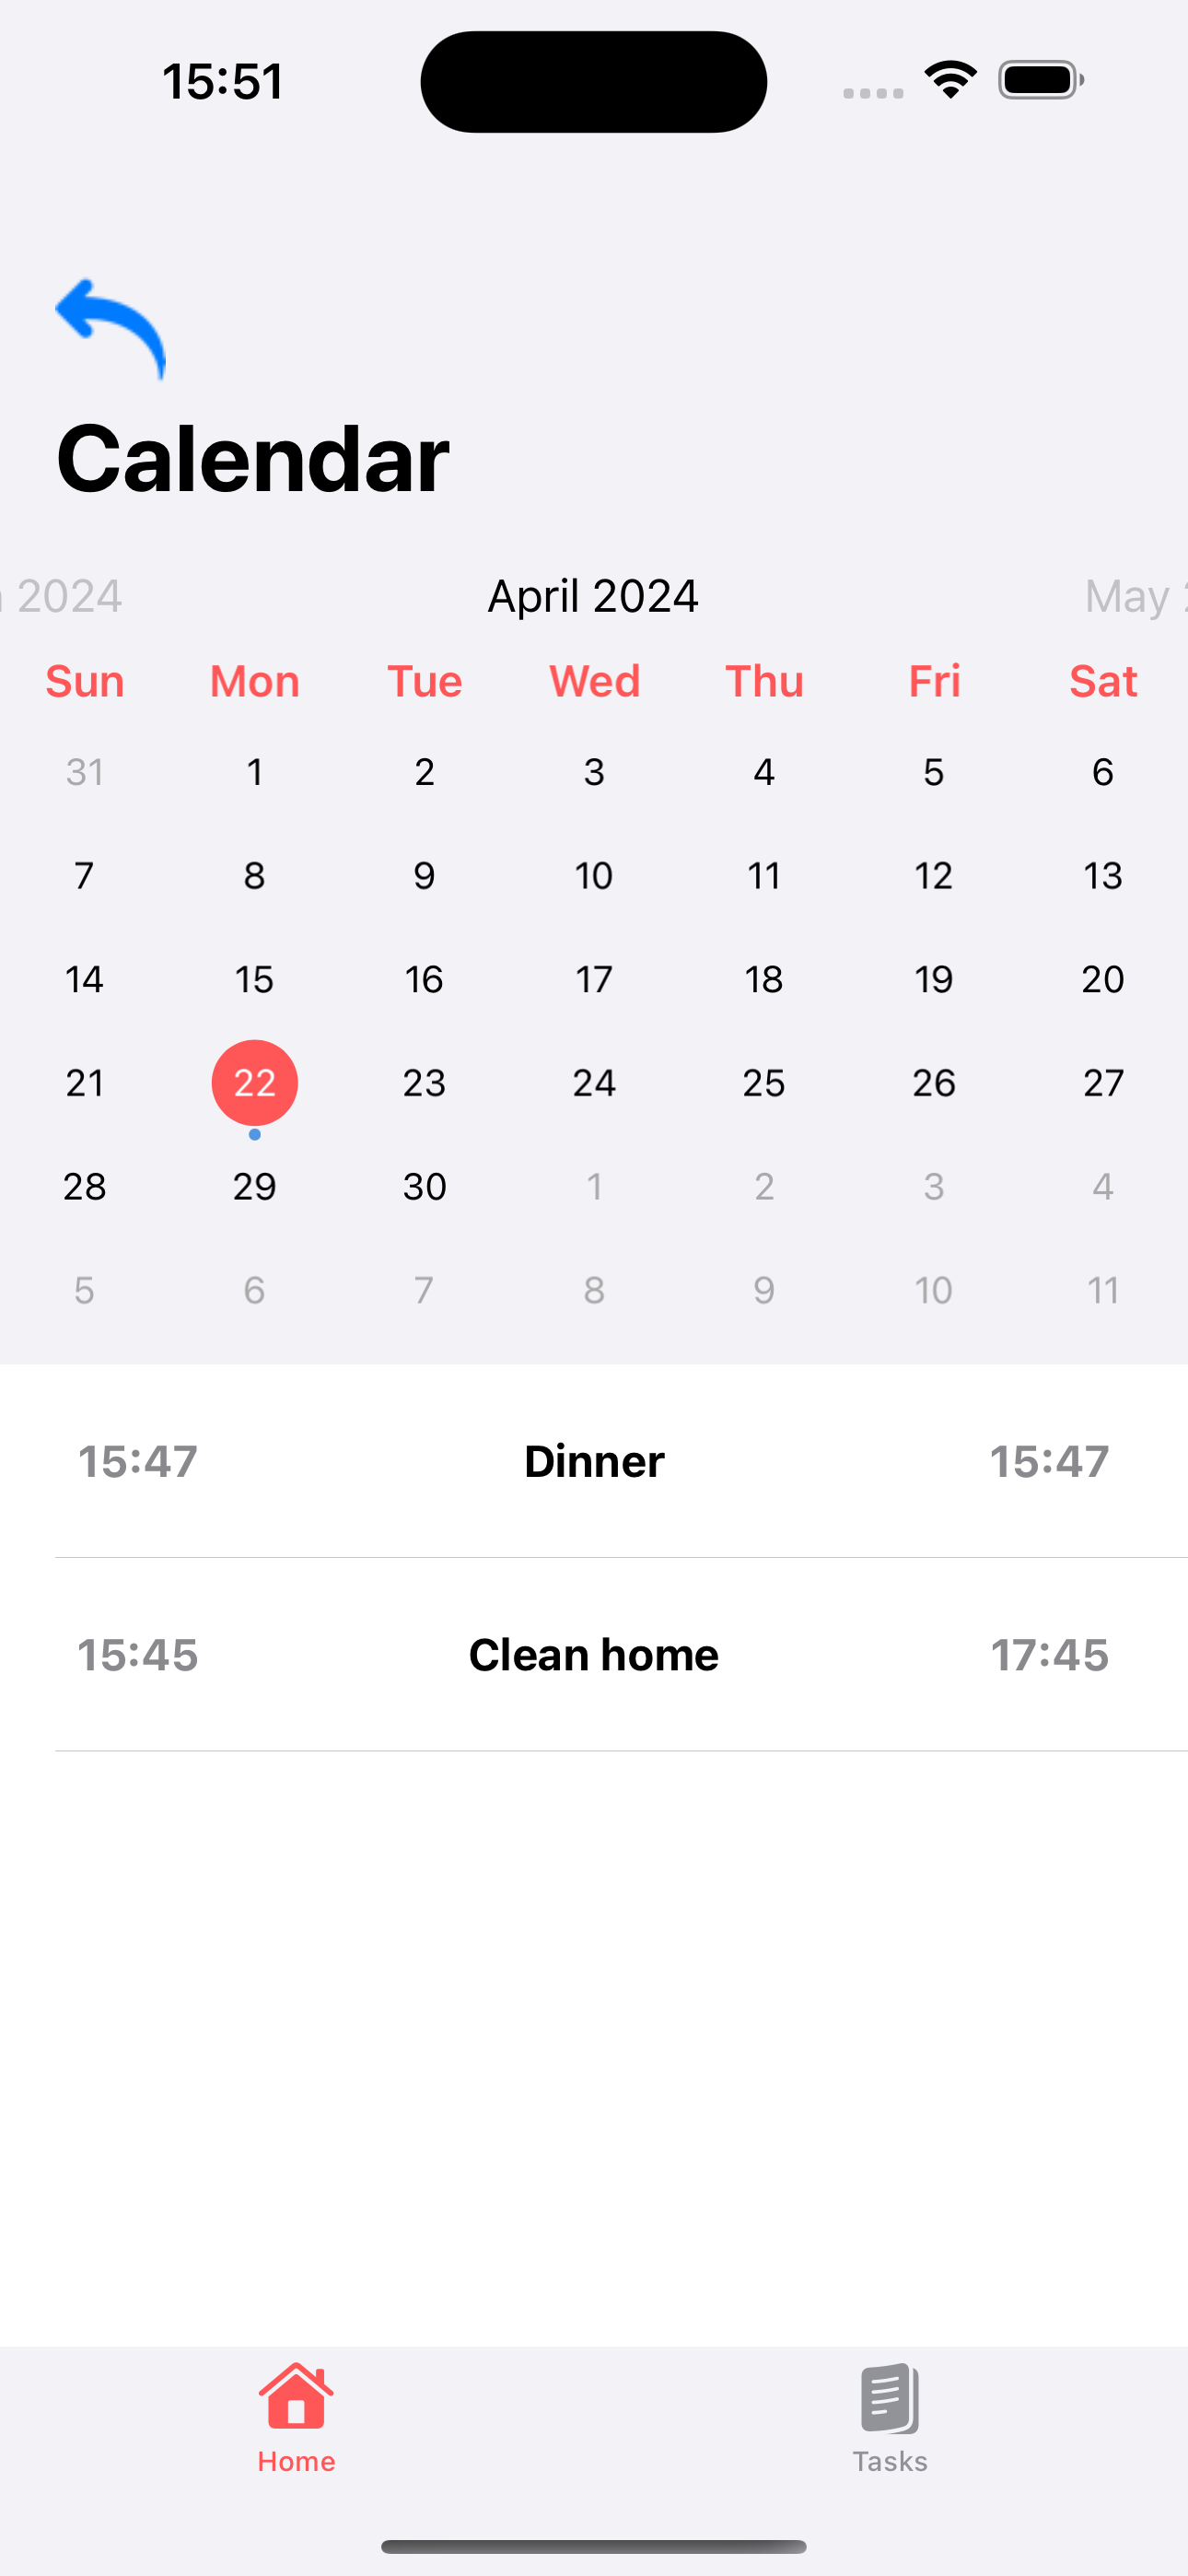 15:51
Calendar
2024 April 2024 May
Sun Mon Tue Wed Thu Fri Sat
31 1 2 3 4 5 6
7 8 9 10 11 12 13
14 15 16 17 18 19 20
21 22 23 24 25 26 27
28 29 30 1 2 3 4
5 6 7 8 9 10 11
15:47 Dinner 15:47
15:45 Clean home 17:45
Home Tasks